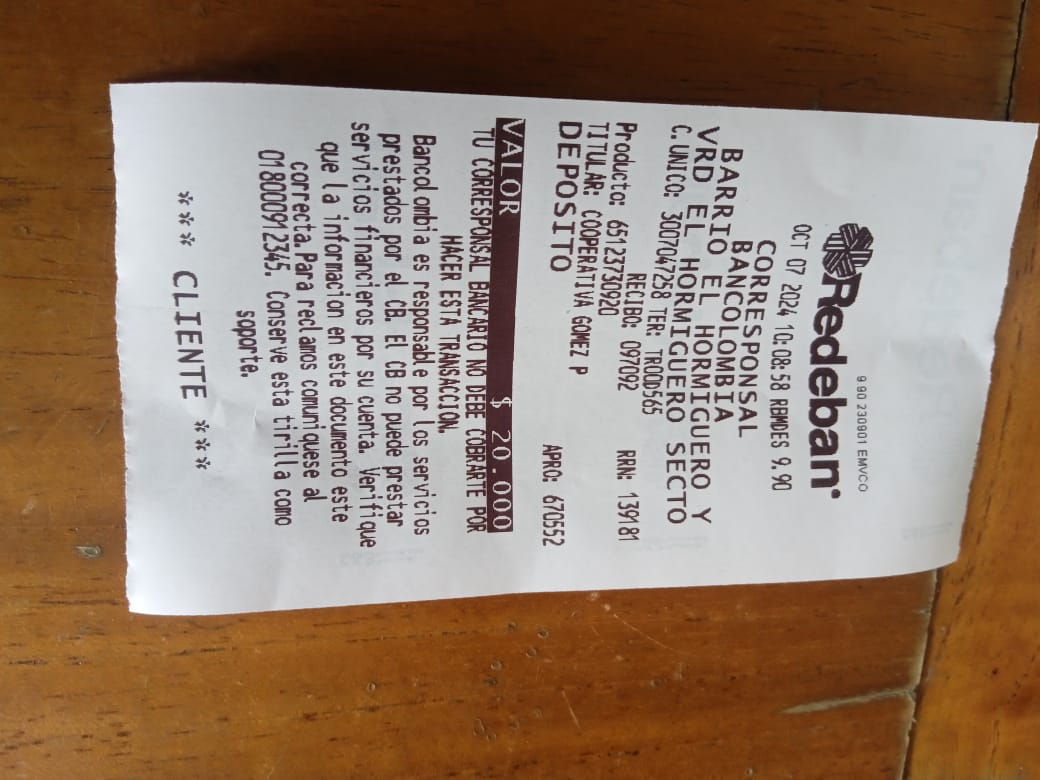 9.90 230901 EMVCO
Redeban
OCT 07 2024 10:08:58 RBMDES 9.90
CORRESPONSAL
BANCOLOMBIA
BARRIO EL HORMIGUERO Y
VRD EL HORMIGUERO SECTO
C.UNICO: 3007047258 TER: TROOD565
RECIBO: 097092 RRN: 139181
Producto: 65123730920
TITULAR: COOPERATIVA GOMEZ P
DEPOSITO APRO: 670552
VALOR $ 20.000
TU CORRESPONSAL BANCARIO NO DEBE COBRARTE POR
HACER ESTA TRANSACCION.
Bancolombia es responsable por los servicios
prestados por el CB. El CB no puede prestar
servicios financieros por su cuenta. Verifique
que la informacion en este documento este
correcta. Para reclamos comuniquese al
018000912345. Conserve esta tirilla como
soporte.
*** CLIENTE ***